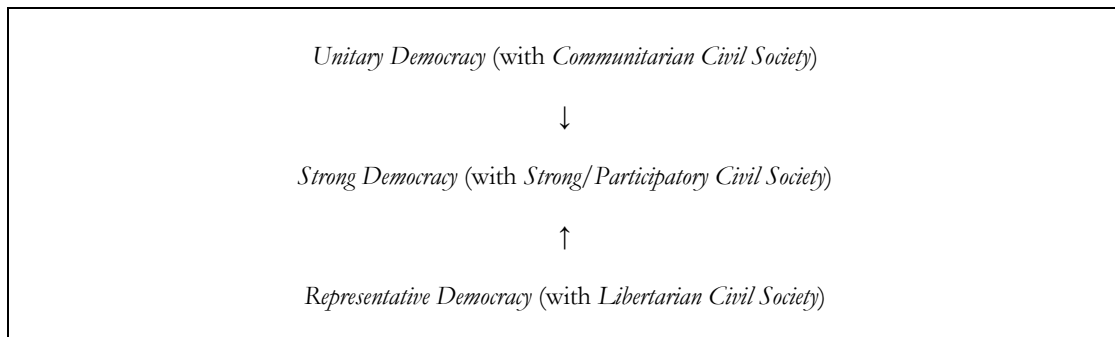 Unitary Democracy (with Communitarian Civil Society)
↓
Strong Democracy (with Strong/Participatory Civil Society)
↑
Representative Democracy (with Libertarian Civil Society)